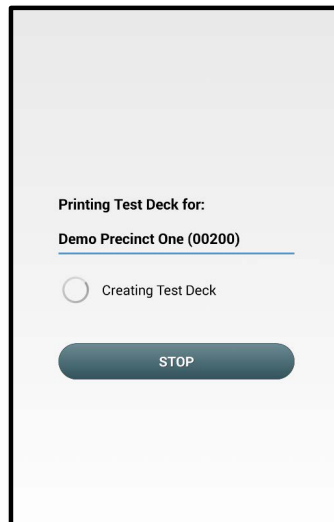 Printing Test Deck for:
Demo Precinct One (00200)
Creating Test Deck
STOP